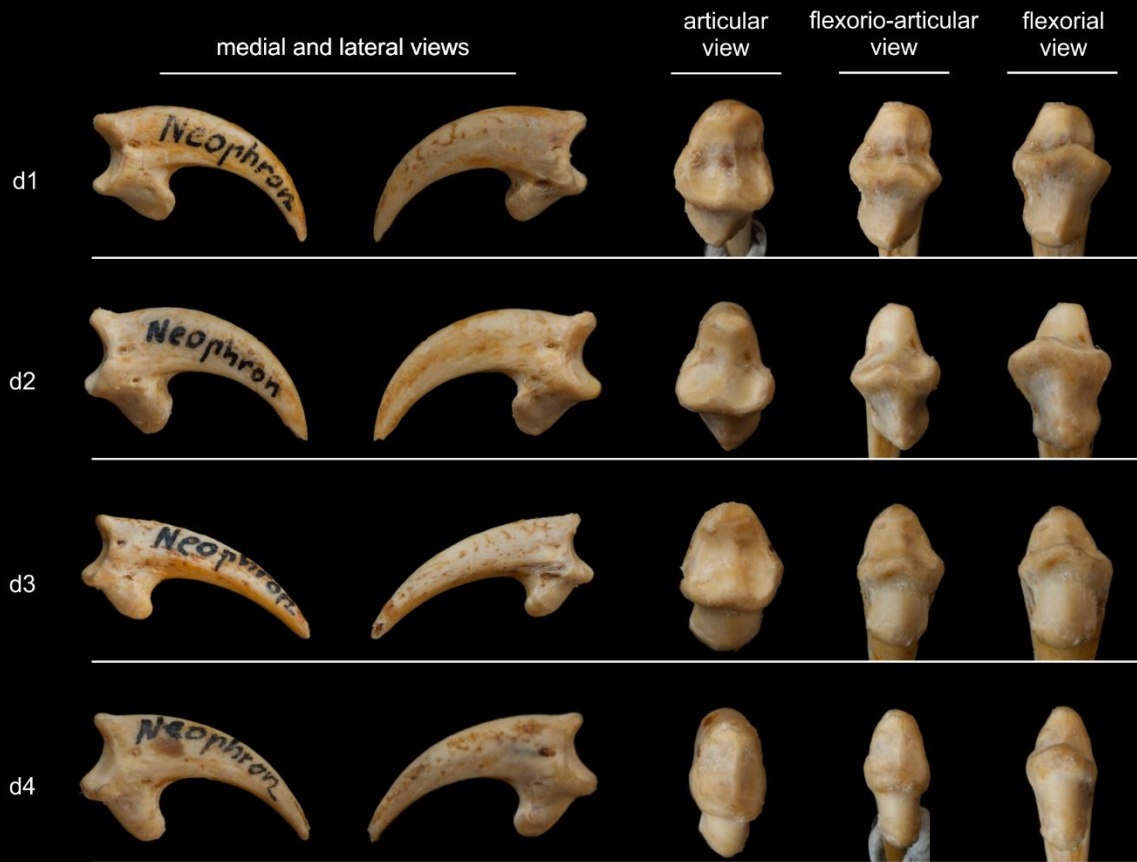 medial and lateral views
articular
view
flexorio-articular
view
flexorial
view
d1
Neophron
d2
Neophron
d3
Neophron
d4
Neophron